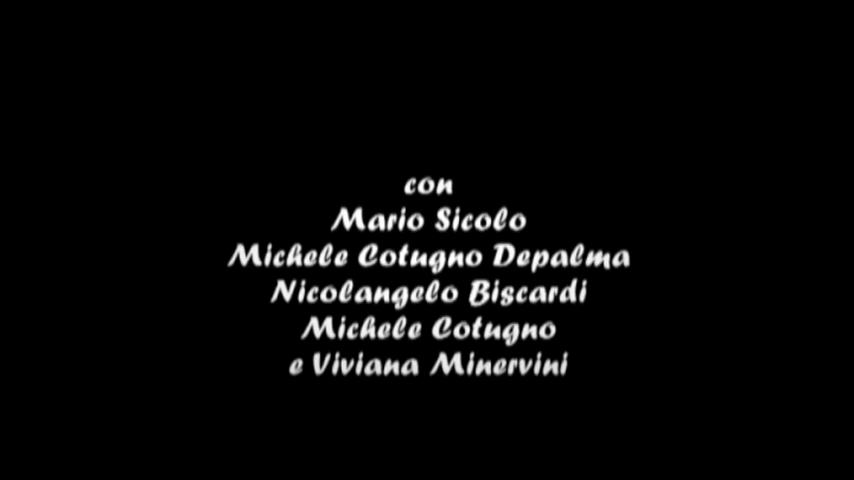 con
Mario Sicolo
Michele Cotugno Depalma
Nicolangelo Biscardi
Michele Cotugno
e Viviana Minervini